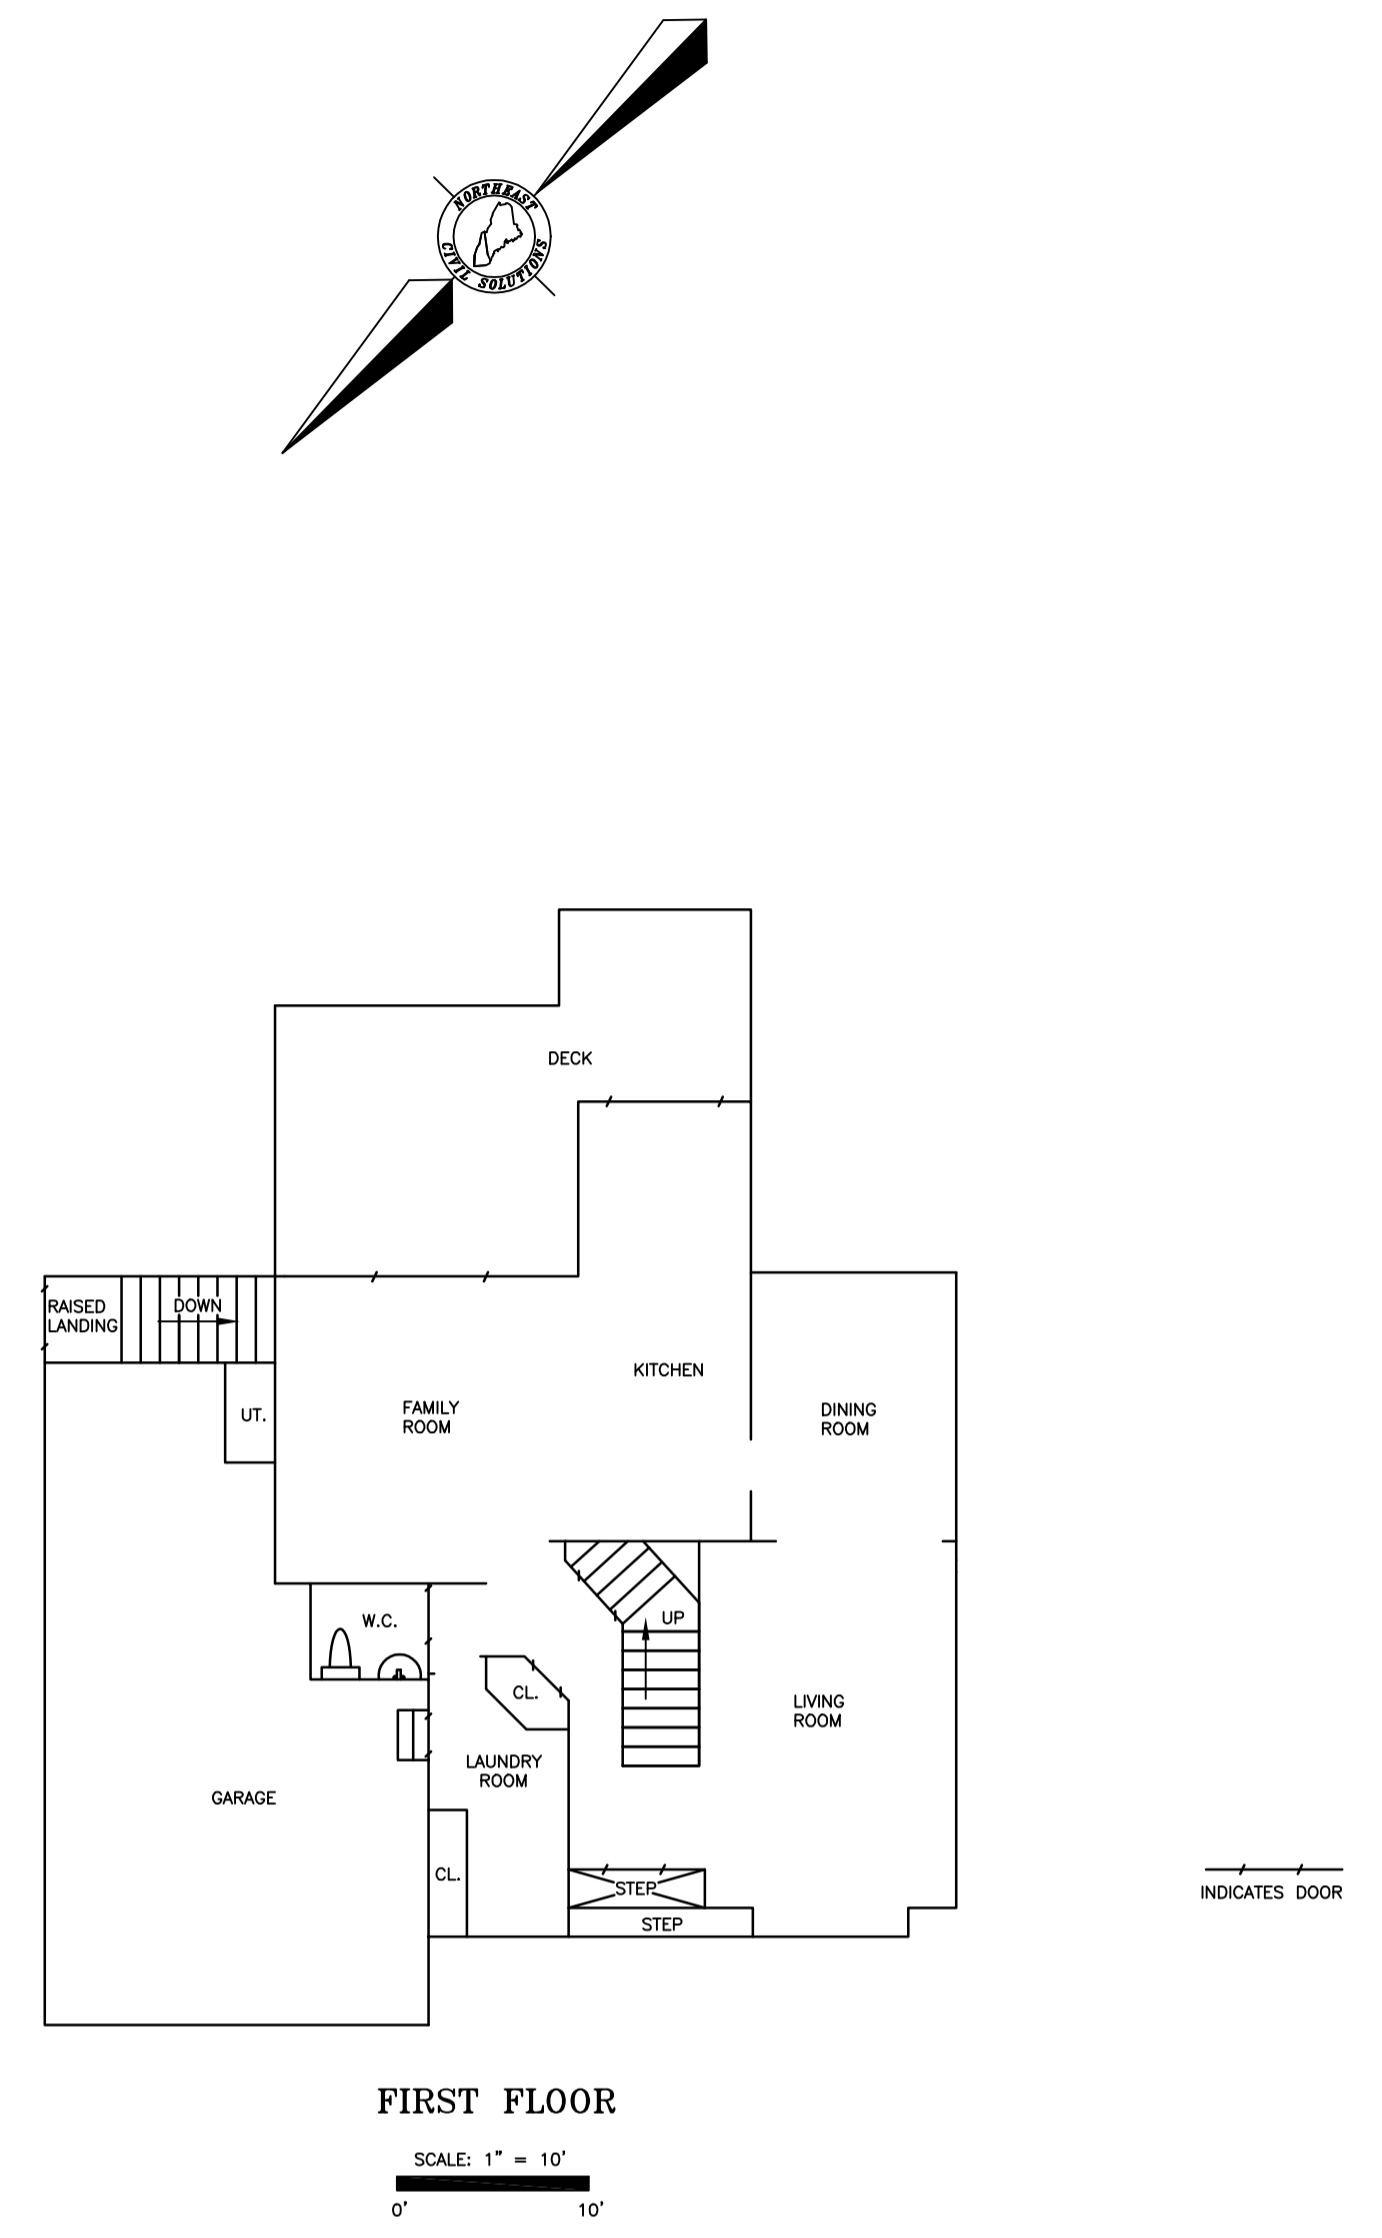 NORTHEAST
CIVIL SOLUTIONS
DECK
RAISED
LANDING
DOWN
UT.
FAMILY
ROOM
KITCHEN
DINING
ROOM
W.C.
UP
CL.
LIVING
ROOM
LAUNDRY
ROOM
GARAGE
CL.
STEP
STEP
INDICATES DOOR
FIRST FLOOR
SCALE: 1" = 10'
0' 10'